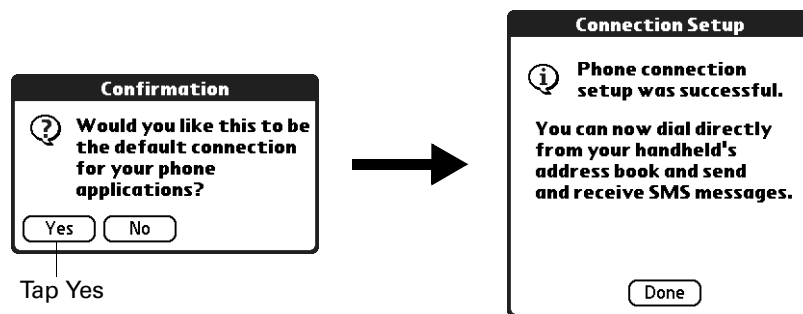 Confirmation
Would you like this to be
the default connection
for your phone
applications?
Yes
No
Tap Yes
Connection Setup
Phone connection
setup was successful.
You can now dial directly
from your handheld's
address book and send
and receive SMS messages.
Done